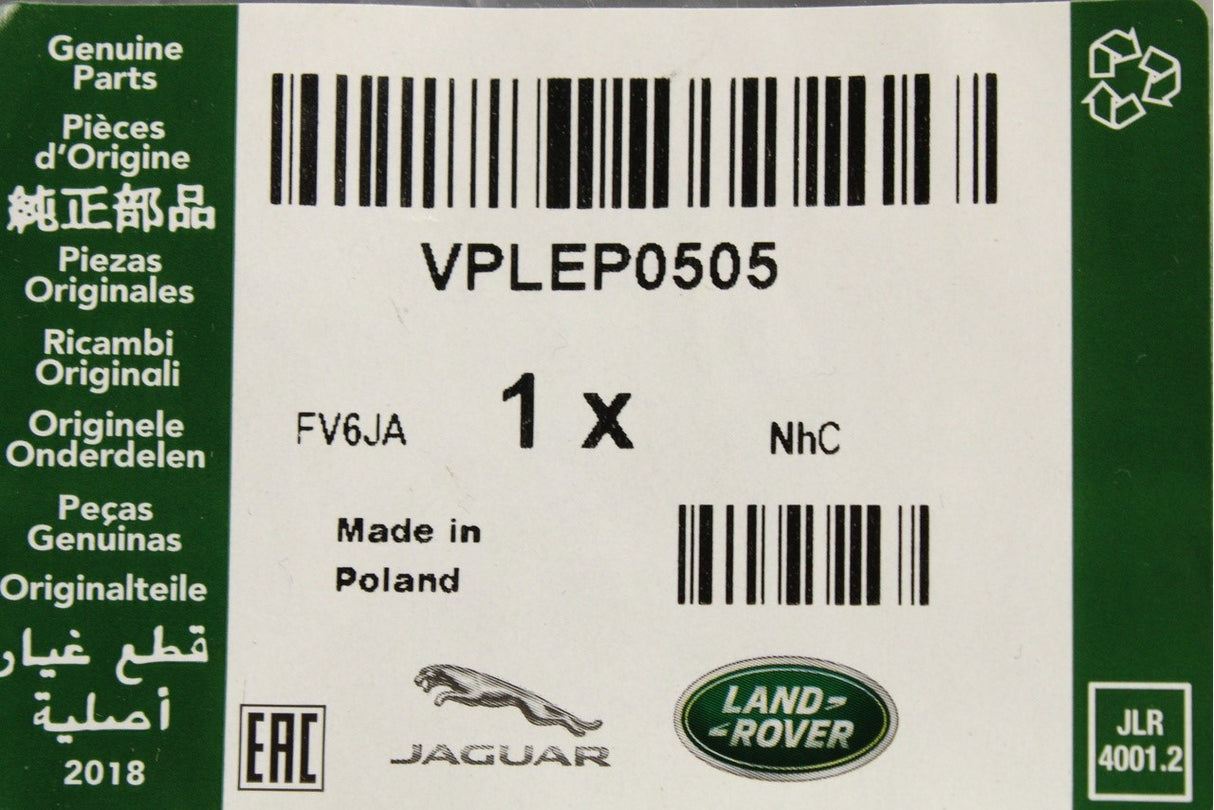 Genuine
Parts
Pièces
d'Origine
純正部品
Piezas
Originales
Ricambi
Originali
Originele
Onderdelen
Peças
Genuinas
Originalteile
قطع غيار
أصلية
2018
VPLEP0505
FV6JA
1 x
NhC
Made in
Poland
EAC
JAGUAR
LAND
ROVER
JLR
4001.2